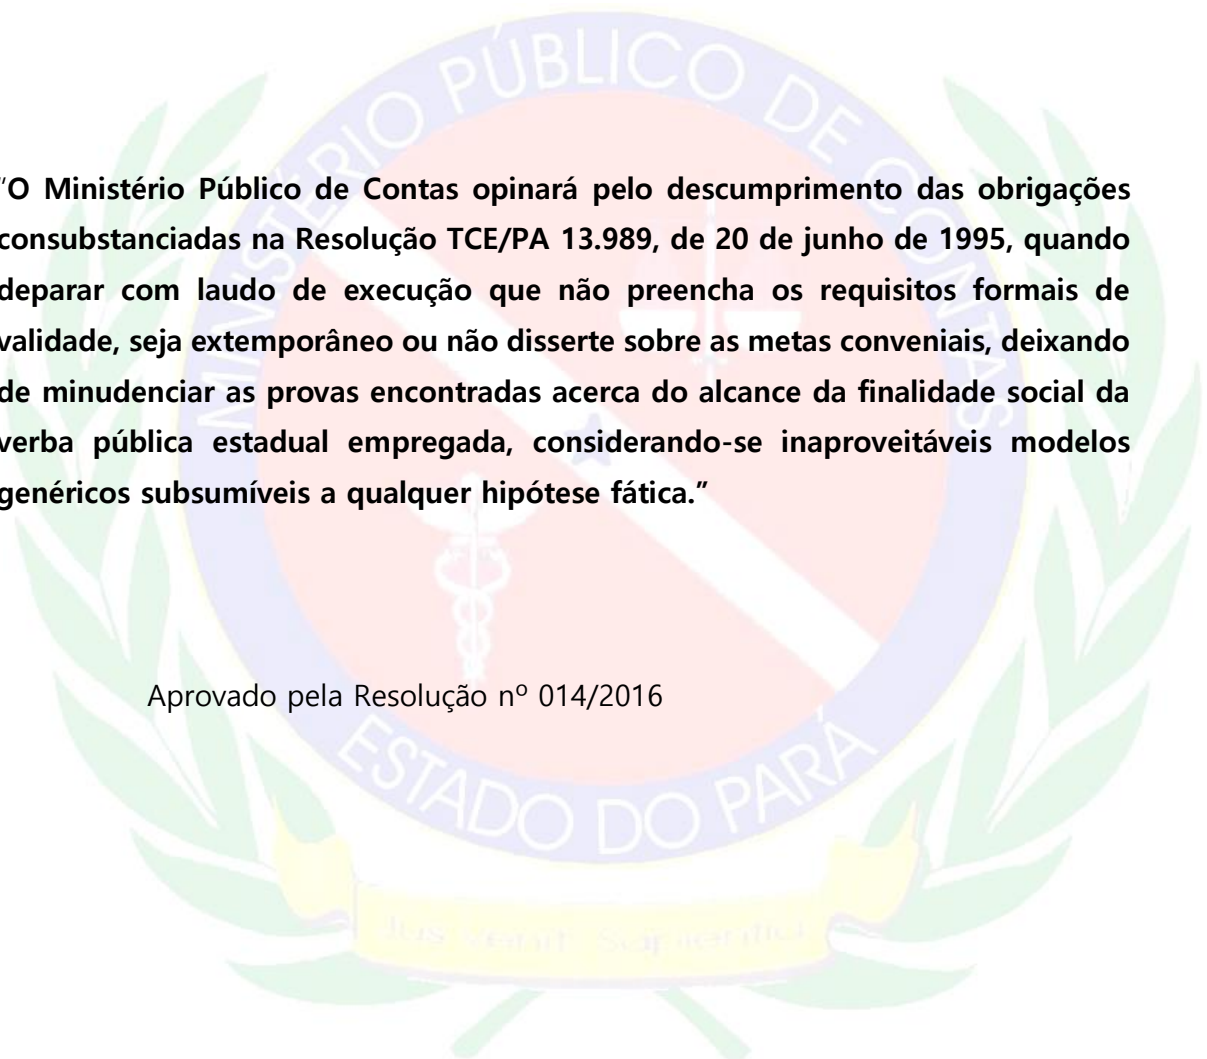 MINISTÉRIO PÚBLICO DE CONTAS
"O Ministério Público de Contas opinará pelo descumprimento das obrigações
consubstanciadas na Resolução TCE/PA 13.989, de 20 de junho de 1995, quando
deparar com laudo de execução que não preencha os requisitos formais de
validade, seja extemporâneo ou não disserte sobre as metas conveniais, deixando
de minudenciar as provas encontradas acerca do alcance da finalidade social da
verba pública estadual empregada, considerando-se inaproveitáveis modelos
genéricos subsumíveis a qualquer hipótese fática."
Aprovado pela Resolução nº 014/2016
ESTADO DO PARÁ